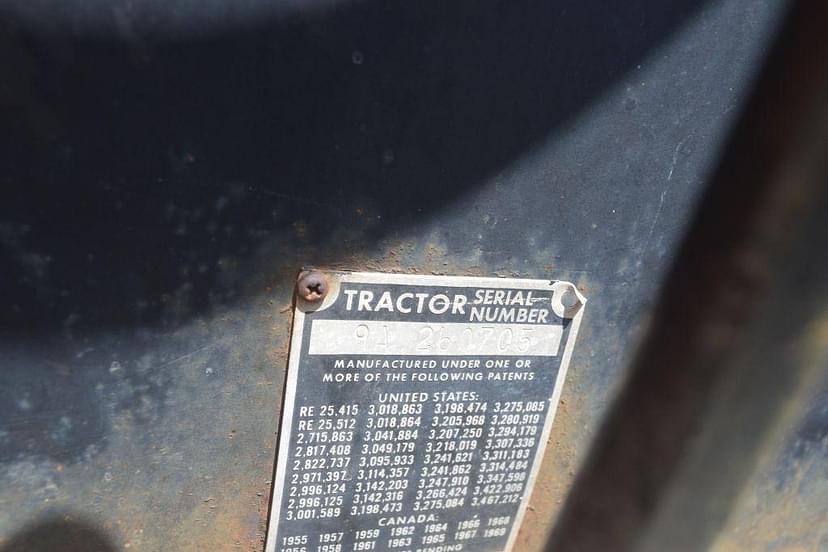 TRACTOR SERIAL NUMBER
MANUFACTURED UNDER ONE OR
MORE OF THE FOLLOWING PATENTS
UNITED STATES:
RE 25,415 3,018,863 3,198,474 3,275,085
RE 25,512 3,018,864 3,205,968 3,280,919
2,715,863 3,041,884 3,207,250 3,294,179
2,817,408 3,049,179 3,218,019 3,307,336
2,822,737 3,095,933 3,241,621 3,311,183
2,971,397 3,114,357 3,241,862 3,314,484
2,996,124 3,142,203 3,247,910 3,347,598
2,996,125 3,142,316 3,266,424 3,422,906
3,001,589 3,198,473 3,275,084 3,467,212
CANADA:
1955 1957 1959 1962 1964 1966 1968
1956 1958 1961 1963 1965 1967 1969
PENDING